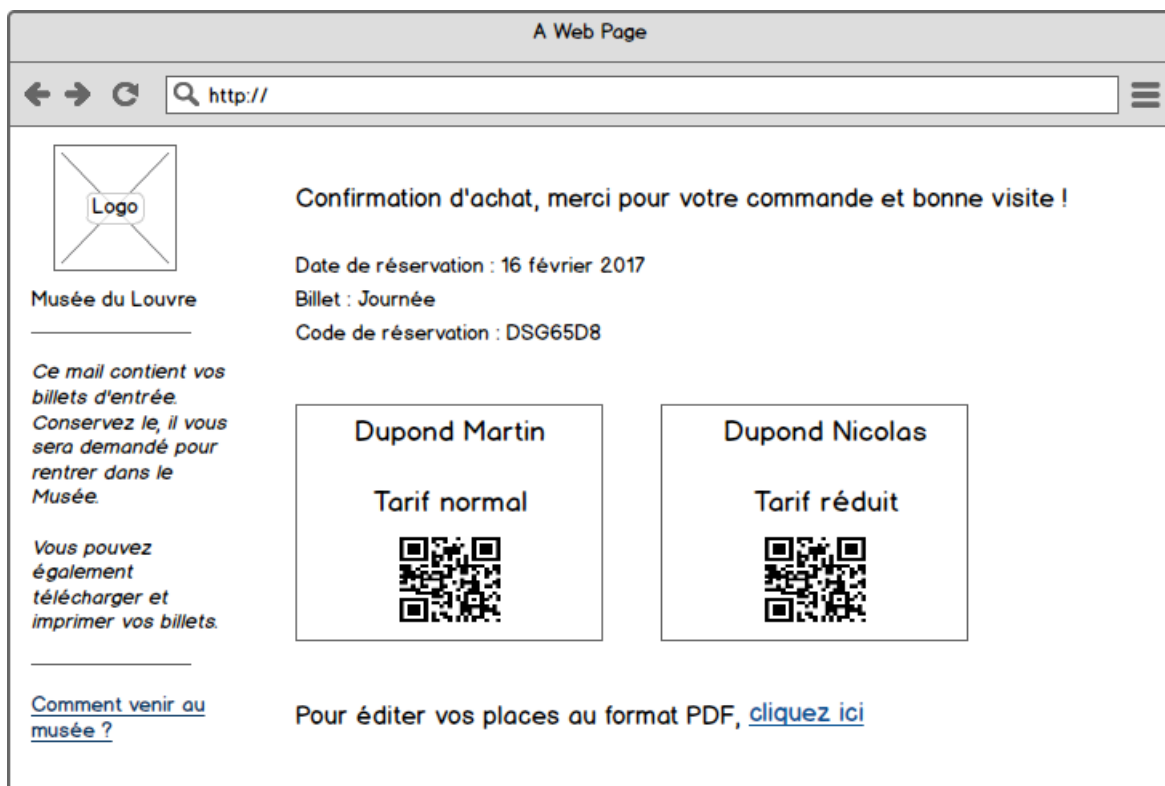 A Web Page
http://
Logo
Musée du Louvre
Ce mail contient vos
billets d'entrée.
Conservez le, il vous
sera demandé pour
rentrer dans le
Musée.
Vous pouvez
également
télécharger et
imprimer vos billets.
Comment venir au
musée ?
Confirmation d'achat, merci pour votre commande et bonne visite !
Date de réservation : 16 février 2017
Billet : Journée
Code de réservation : DSG65D8
Dupond Martin
Tarif normal
Dupond Nicolas
Tarif réduit
Pour éditer vos places au format PDF, cliquez ici